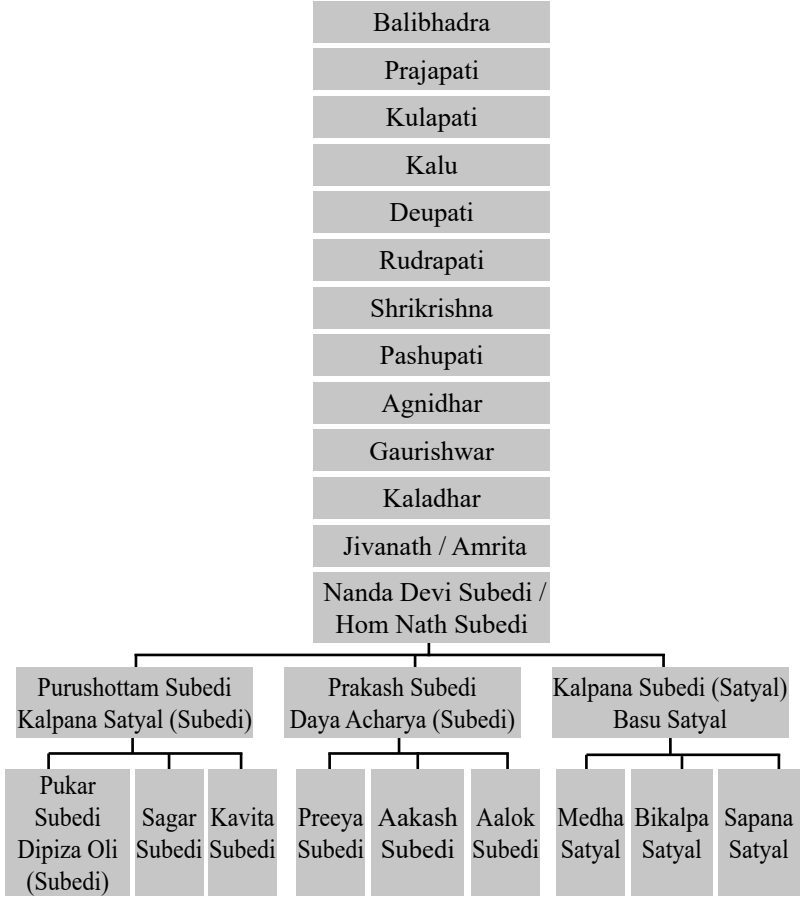 Balibhadra
Prajapati
Kulapati
Kalu
Deupati
Rudrapati
Shrikrishna
Pashupati
Agnidhar
Gaurishwar
Kaladhar
Jivanath / Amrita
Nanda Devi Subedi /
Hom Nath Subedi
Purushottam Subedi
Kalpana Satyal (Subedi)
Prakash Subedi
Daya Acharya (Subedi)
Kalpana Subedi (Satyal)
Basu Satyal
Pukar
Subedi
Dipiza Oli
(Subedi)
Sagar
Subedi
Kavita
Subedi
Preeya
Subedi
Aakash
Subedi
Aalok
Subedi
Medha
Satyal
Bikalpa
Satyal
Sapana
Satyal